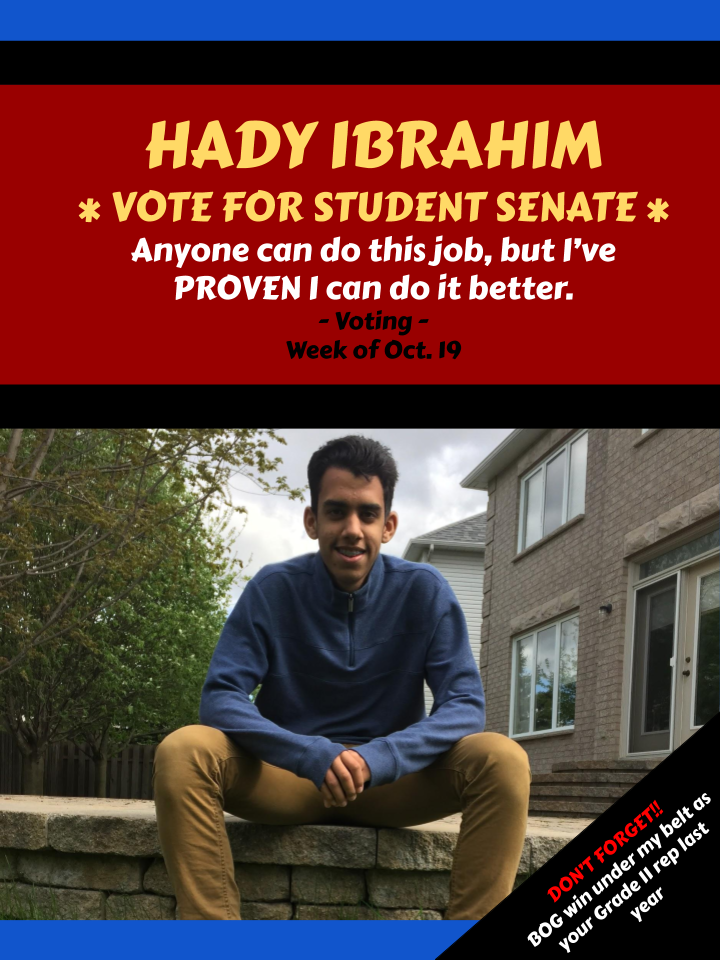 HADY IBRAHIM
* VOTE FOR STUDENT SENATE *
Anyone can do this job, but I've
PROVEN I can do it better.
- Voting -
Week of Oct. 19
DON'T FORGET!!
BOG win under my belt as
your Grade 11 rep last
year